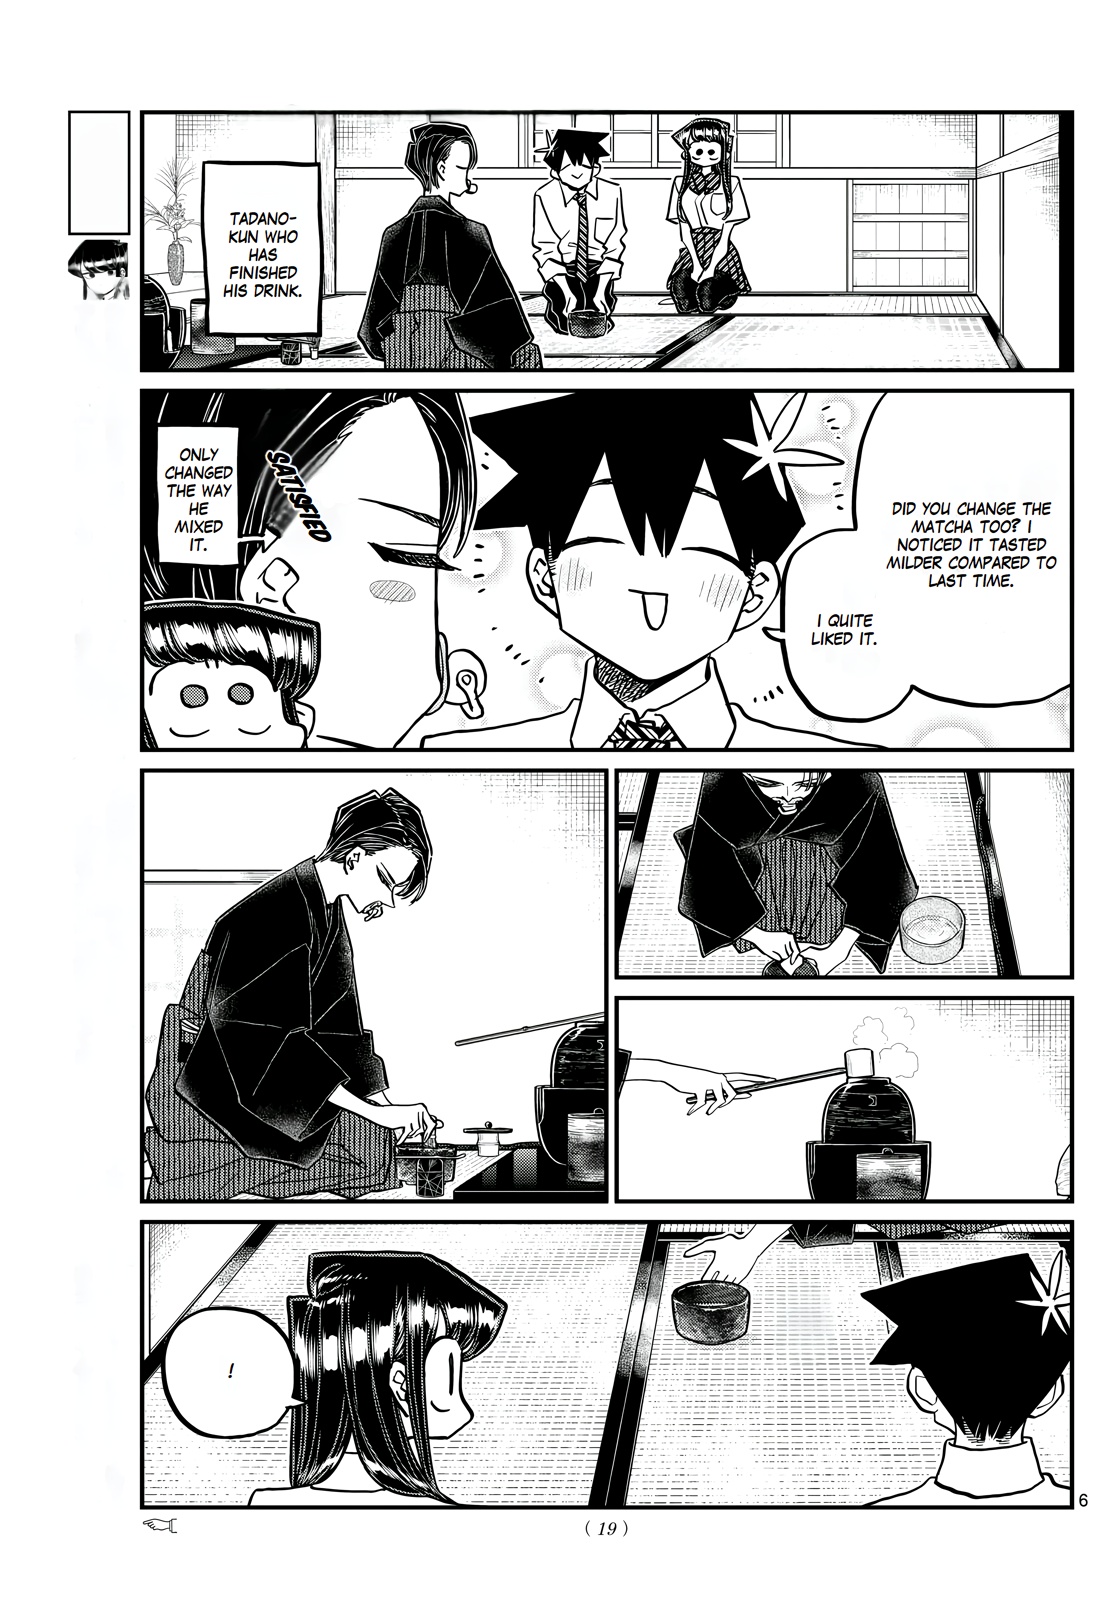 TADANO-
KUN WHO
HAS
FINISHED
HIS DRINK.
DID YOU CHANGE THE
MATCHA TOO? I
NOTICED IT TASTED
MILDER COMPARED TO
LAST TIME.
I QUITE
LIKED IT.
SATISFIED
ONLY
CHANGED
THE WAY
HE
MIXED
IT.
!
6
( 19 )